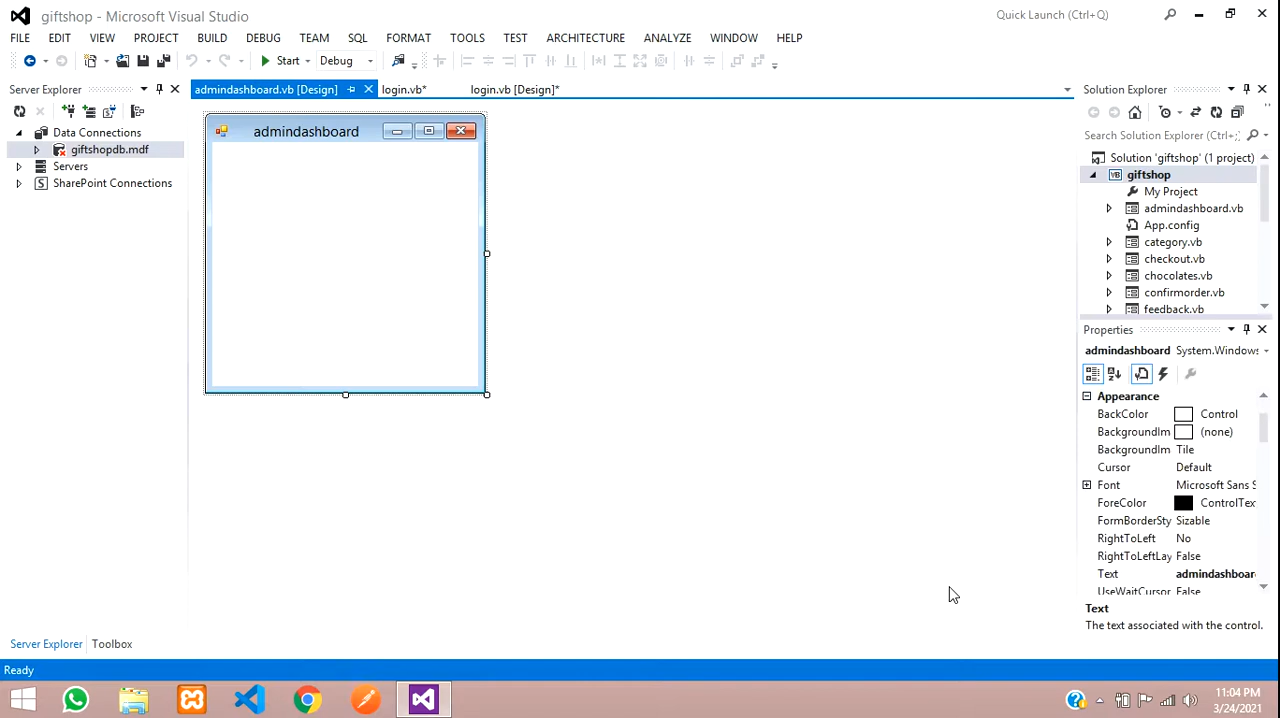 giftshop - Microsoft Visual Studio
Quick Launch (Ctrl+Q)
FILE EDIT VIEW PROJECT BUILD DEBUG TEAM SQL FORMAT TOOLS TEST ARCHITECTURE ANALYZE WINDOW HELP
Start Debug
Server Explorer
Data Connections
giftshopdb.mdf
Servers
SharePoint Connections
admindashboard.vb [Design] login.vb* login.vb [Design]*
admindashboard
Solution Explorer
Search Solution Explorer (Ctrl+;
Solution 'giftshop' (1 project)
VB giftshop
My Project
admindashboard.vb
App.config
category.vb
checkout.vb
chocolates.vb
confirmorder.vb
feedback.vb
Properties
admindashboard System.Windows
Appearance
BackColor Control
BackgroundIm (none)
BackgroundIm Tile
Cursor Default
Font Microsoft Sans S
ForeColor ControlTex
FormBorderSty Sizable
RightToLeft No
RightToLeftLay False
Text admindashboar
UseWaitCursor False
Text
The text associated with the control.
Server Explorer Toolbox
Ready
11:04 PM
3/24/2021